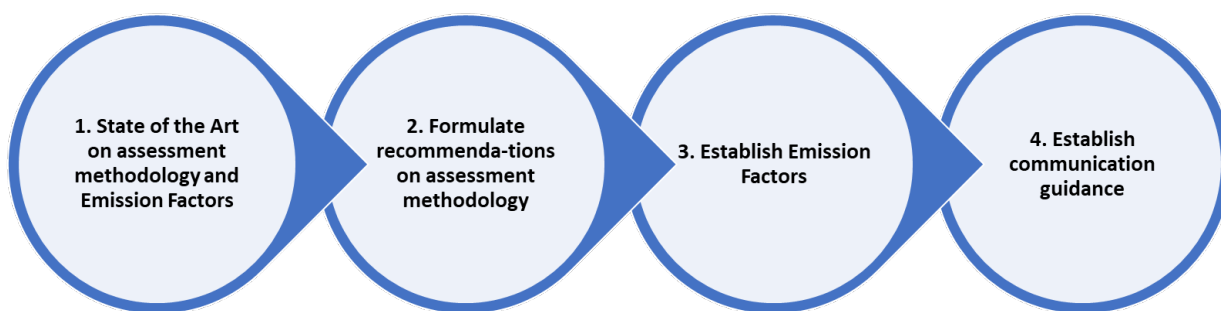 1. State of the Art
on assessment
methodology and
Emission Factors
2. Formulate
recommenda-tions
on assessment
methodology
3. Establish Emission
Factors
4. Establish
communication
guidance